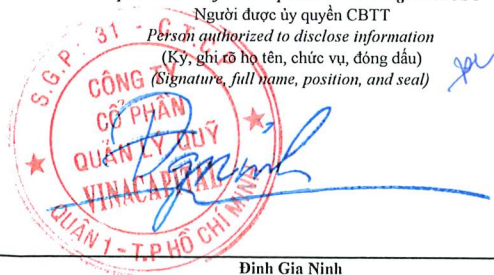 Người được ủy quyền CBTT
Person authorized to disclose information
(Ký, ghi rõ họ tên, chức vụ, đóng dấu)
(Signature, full name, position, and seal)
S.G.P: 31 - C.T.C.P
CÔNG TY
CỔ PHẦN
QUẢN LÝ QUỸ
VINACAPITAL
QUẬN 1 - T.P HỒ CHÍ MINH
Đinh Gia Ninh